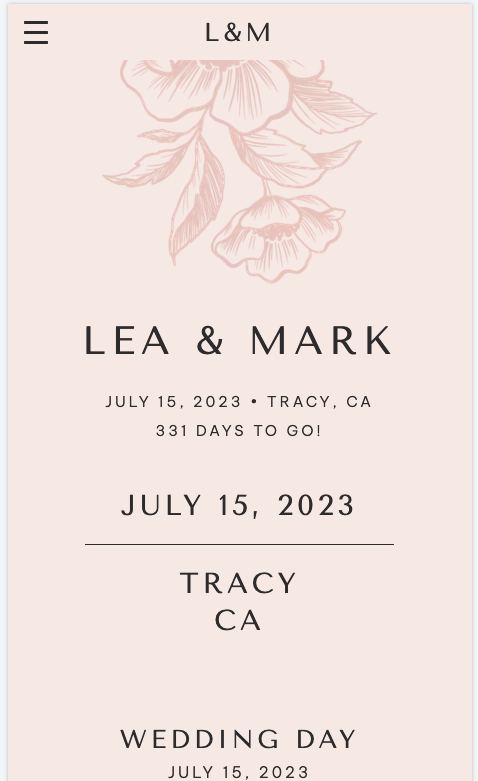 L&M
LEA & MARK
JULY 15, 2023 • TRACY, CA
331 DAYS TO GO!
JULY 15, 2023
TRACY
CA
WEDDING DAY
JULY 15, 2023